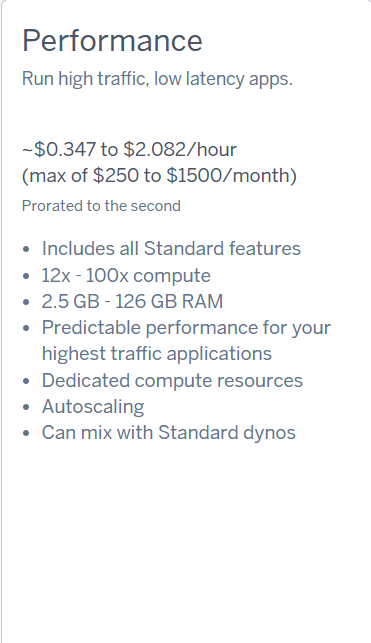 Performance
Run high traffic, low latency apps.
~$0.347 to $2.082/hour
(max of $250 to $1500/month)
Prorated to the second
• Includes all Standard features
• 12x - 100x compute
• 2.5 GB - 126 GB RAM
• Predictable performance for your
highest traffic applications
• Dedicated compute resources
• Autoscaling
• Can mix with Standard dynos